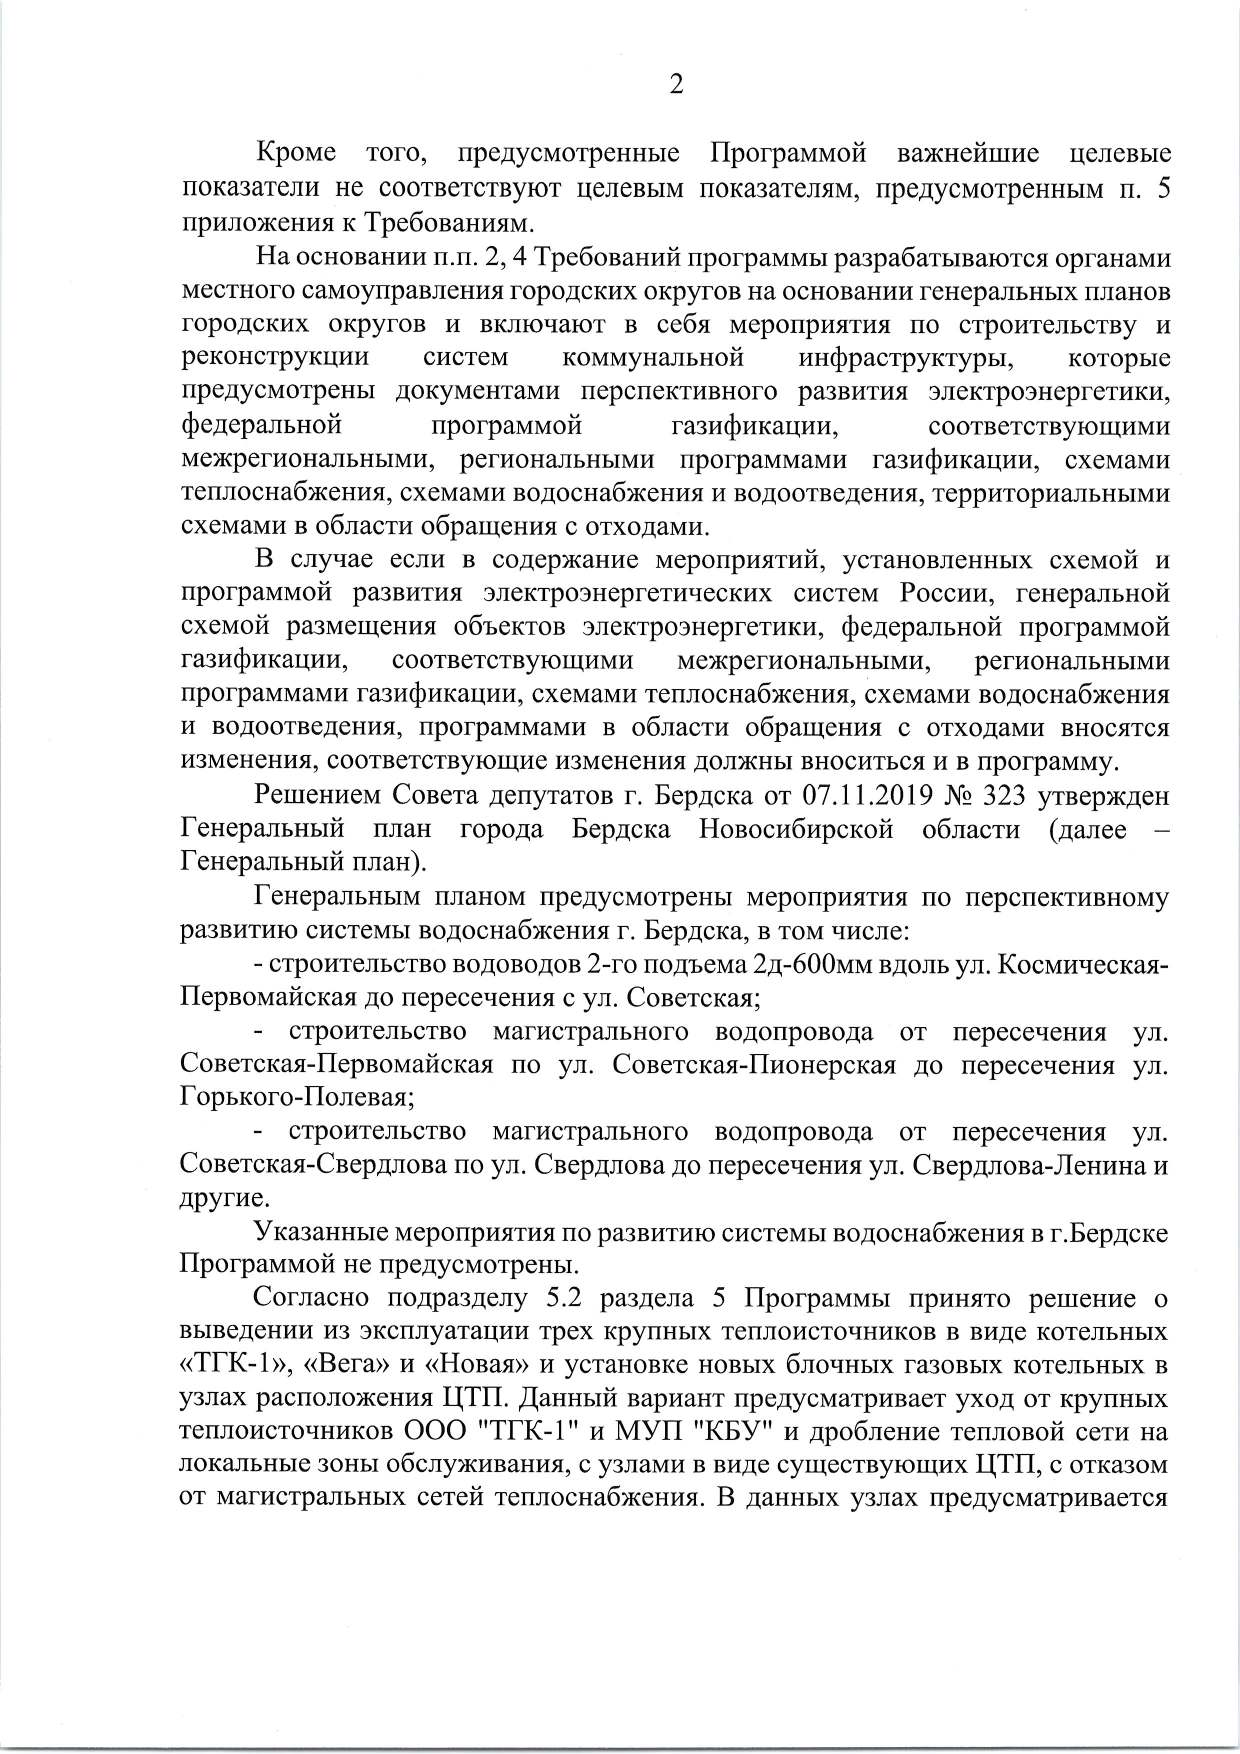 2
Кроме того, предусмотренные Программой важнейшие целевые
показатели не соответствуют целевым показателям, предусмотренным п. 5
приложения к Требованиям.
На основании п.п. 2, 4 Требований программы разрабатываются органами
местного самоуправления городских округов на основании генеральных планов
городских округов и включают в себя мероприятия по строительству и
реконструкции систем коммунальной инфраструктуры, которые
предусмотрены документами перспективного развития электроэнергетики,
федеральной программой газификации, соответствующими
межрегиональными, региональными программами газификации, схемами
теплоснабжения, схемами водоснабжения и водоотведения, территориальными
схемами в области обращения с отходами.
В случае если в содержание мероприятий, установленных схемой и
программой развития электроэнергетических систем России, генеральной
схемой размещения объектов электроэнергетики, федеральной программой
газификации, соответствующими межрегиональными, региональными
программами газификации, схемами теплоснабжения, схемами водоснабжения
и водоотведения, программами в области обращения с отходами вносятся
изменения, соответствующие изменения должны вноситься и в программу.
Решением Совета депутатов г. Бердска от 07.11.2019 № 323 утвержден
Генеральный план города Бердска Новосибирской области (далее –
Генеральный план).
Генеральным планом предусмотрены мероприятия по перспективному
развитию системы водоснабжения г. Бердска, в том числе:
- строительство водоводов 2-го подъема 2д-600мм вдоль ул. Космическая-
Первомайская до пересечения с ул. Советская;
- строительство магистрального водопровода от пересечения ул.
Советская-Первомайская по ул. Советская-Пионерская до пересечения ул.
Горького-Полевая;
- строительство магистрального водопровода от пересечения ул.
Советская-Свердлова по ул. Свердлова до пересечения ул. Свердлова-Ленина и
другие.
Указанные мероприятия по развитию системы водоснабжения в г.Бердске
Программой не предусмотрены.
Согласно подразделу 5.2 раздела 5 Программы принято решение о
выведении из эксплуатации трех крупных теплоисточников в виде котельных
«ТГК-1», «Вега» и «Новая» и установке новых блочных газовых котельных в
узлах расположения ЦТП. Данный вариант предусматривает уход от крупных
теплоисточников ООО "ТГК-1" и МУП "КБУ" и дробление тепловой сети на
локальные зоны обслуживания, с узлами в виде существующих ЦТП, с отказом
от магистральных сетей теплоснабжения. В данных узлах предусматривается